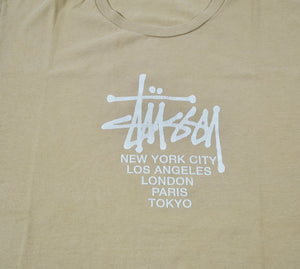 Stüssy
NEW YORK CITY
LOS ANGELES
LONDON
PARIS
TOKYO